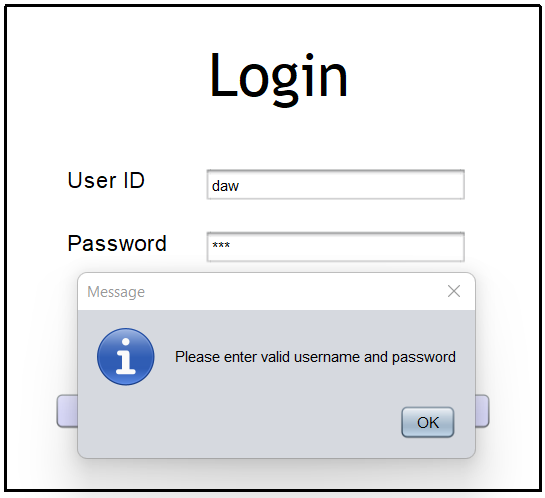 Login
User ID
daw
Password
***
Message
Please enter valid username and password
OK